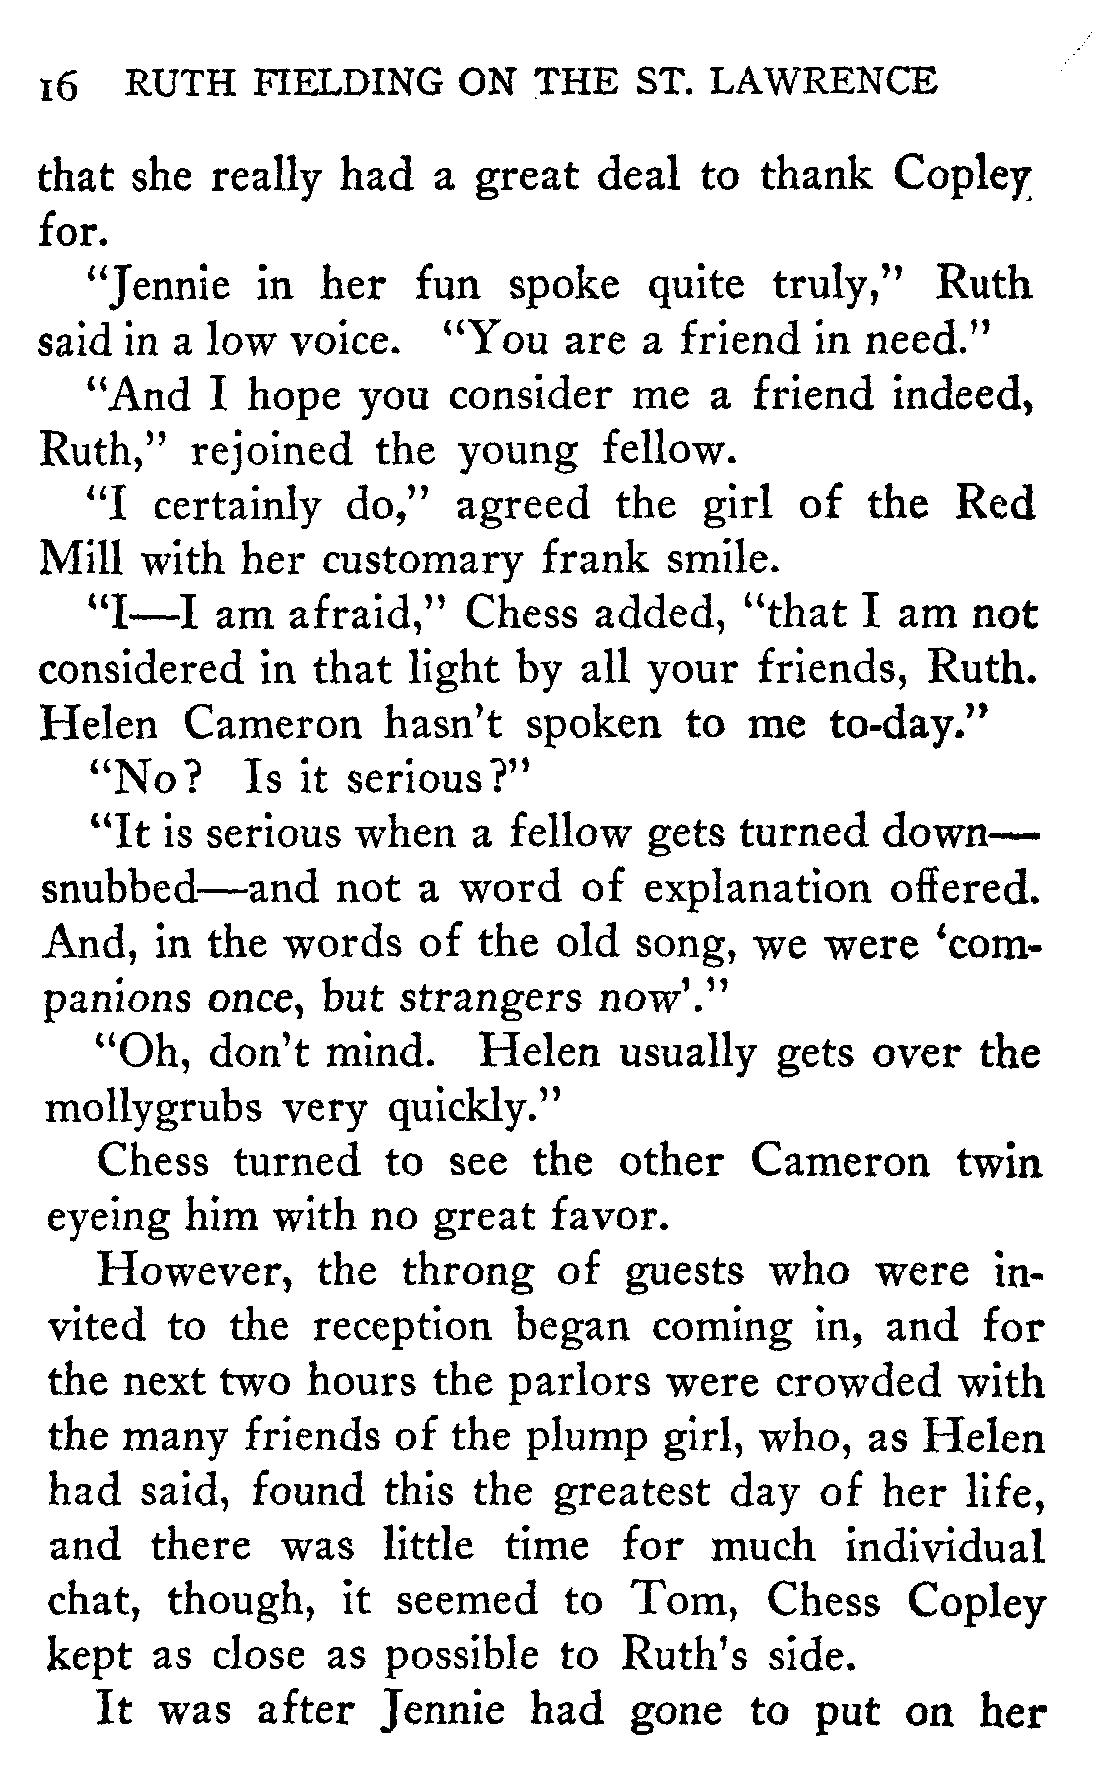 16 RUTH FIELDING ON THE ST. LAWRENCE
that she really had a great deal to thank Copley
for.
"Jennie in her fun spoke quite truly," Ruth
said in a low voice. "You are a friend in need."
"And I hope you consider me a friend indeed,
Ruth," rejoined the young fellow.
"I certainly do," agreed the girl of the Red
Mill with her customary frank smile.
"I—I am afraid," Chess added, "that I am not
considered in that light by all your friends, Ruth.
Helen Cameron hasn't spoken to me to-day."
"No? Is it serious?"
"It is serious when a fellow gets turned down—
snubbed—and not a word of explanation offered.
And, in the words of the old song, we were 'com-
panions once, but strangers now'."
"Oh, don't mind. Helen usually gets over the
mollygrubs very quickly."
Chess turned to see the other Cameron twin
eyeing him with no great favor.
However, the throng of guests who were in-
vited to the reception began coming in, and for
the next two hours the parlors were crowded with
the many friends of the plump girl, who, as Helen
had said, found this the greatest day of her life,
and there was little time for much individual
chat, though, it seemed to Tom, Chess Copley
kept as close as possible to Ruth's side.
It was after Jennie had gone to put on her